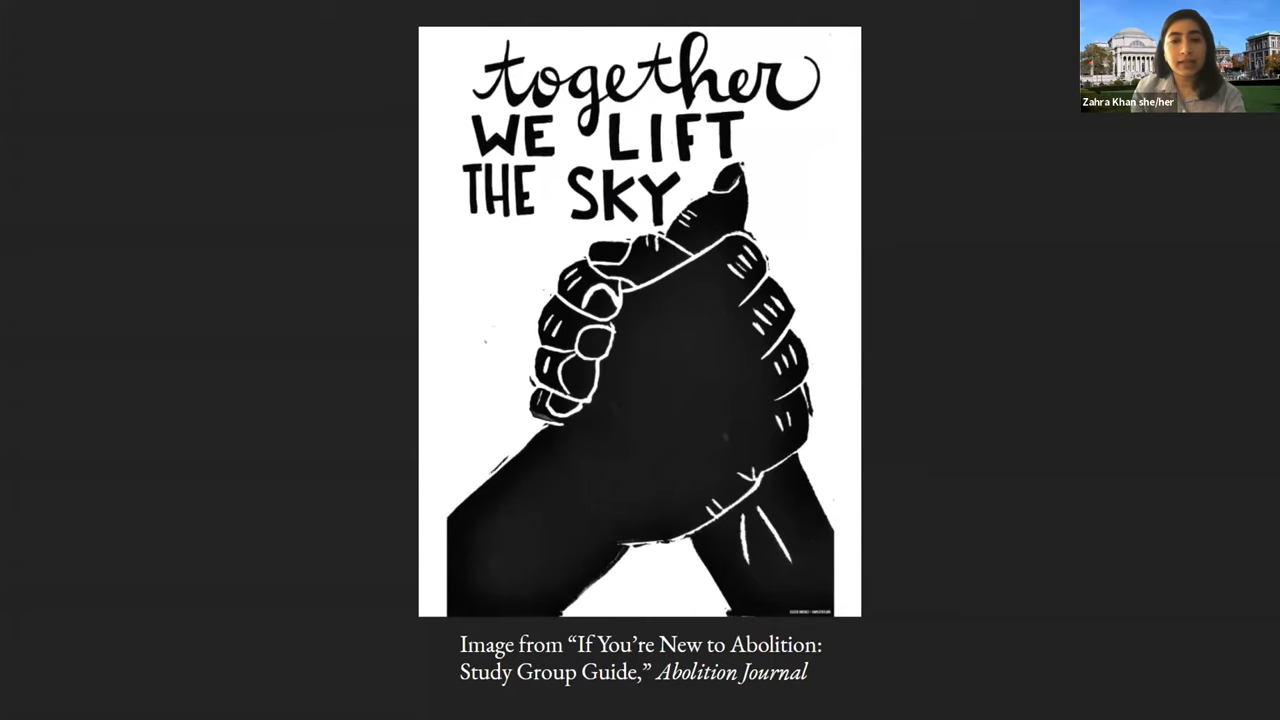 together
WE LIFT
THE SKY
Image from “If You’re New to Abolition:
Study Group Guide,” Abolition Journal
Zahra Khan she/her